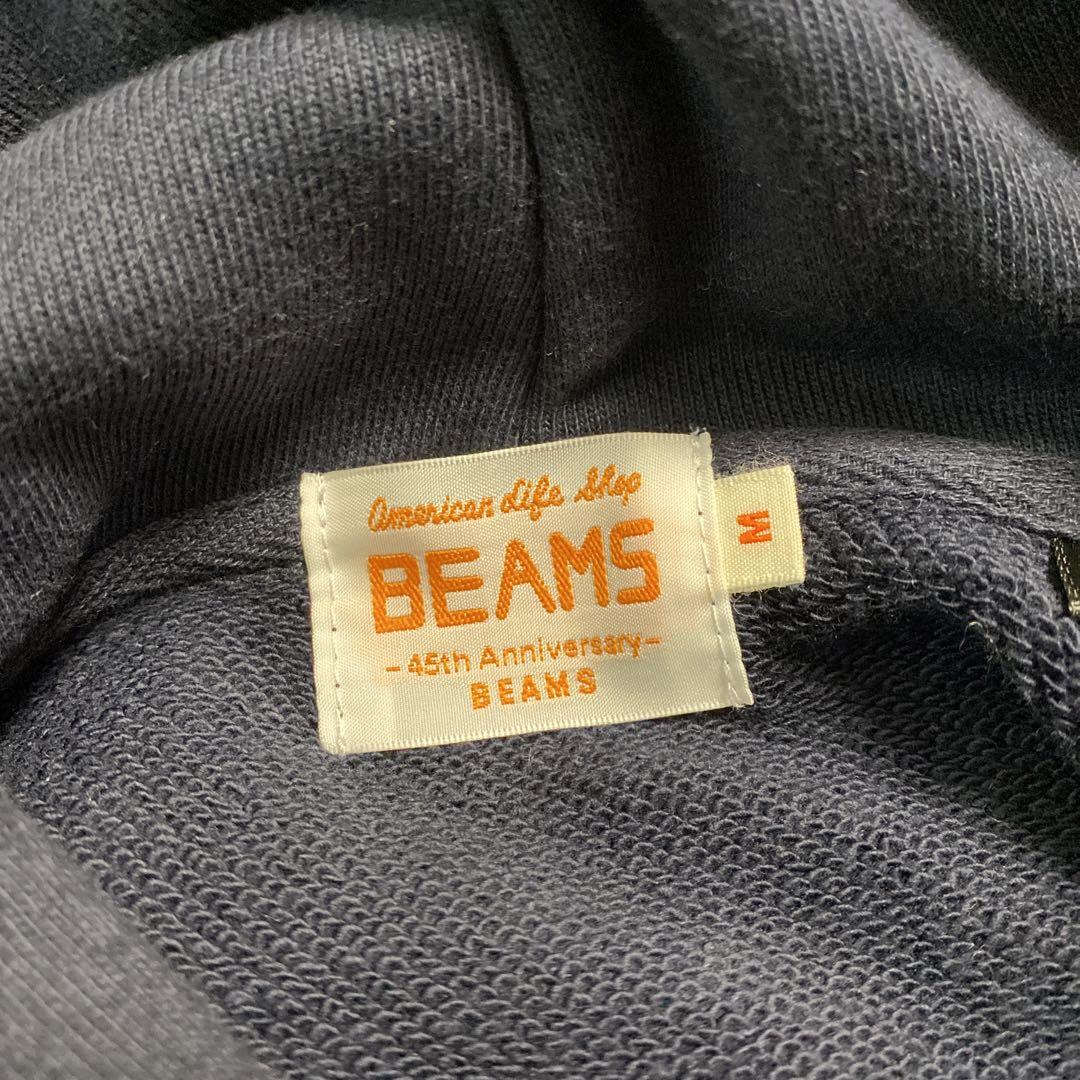 American Life Shop
BEAMS
- 45th Anniversary -
BEAMS
M